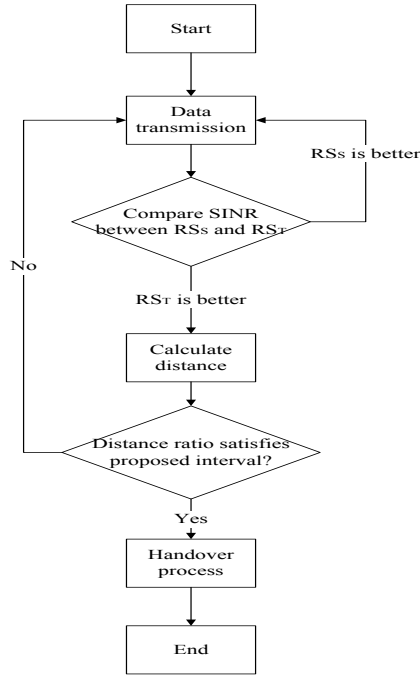 Start
Data
transmission
RSs is better
Compare SINR
between RSs and RST
No
RST is better
Calculate
distance
Distance ratio satisfies
proposed interval?
Yes
Handover
process
End